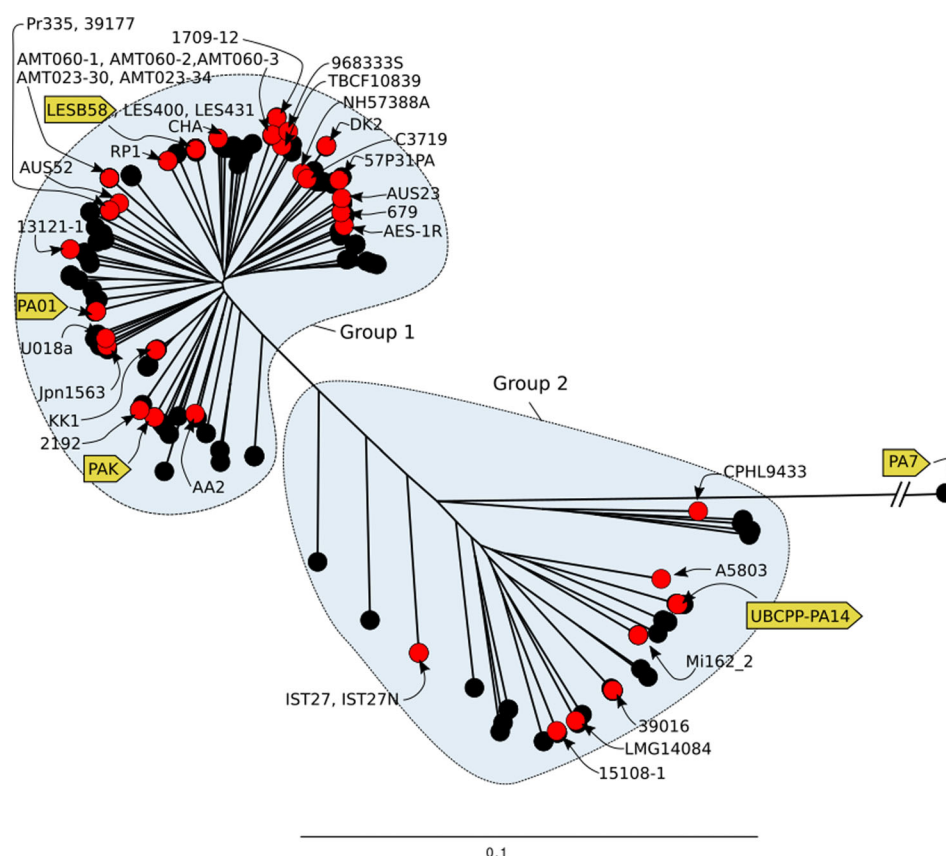 Pr335, 39177
1709-12
AMT060-1, AMT060-2,AMT060-3
AMT023-30, AMT023-34
968333S
TBCF10839
NH57388A
LESB58, LES400, LES431
CHA
DK2
C3719
RP1
57P31PA
AUS52
AUS23
679
13121-1
AES-1R
PA01
Group 1
U018a
Jpn1563
Group 2
KK1
2192
PAK
AA2
PA7
CPHL9433
A5803
UBCPP-PA14
Mi162_2
IST27, IST27N
39016
LMG14084
15108-1
0.1